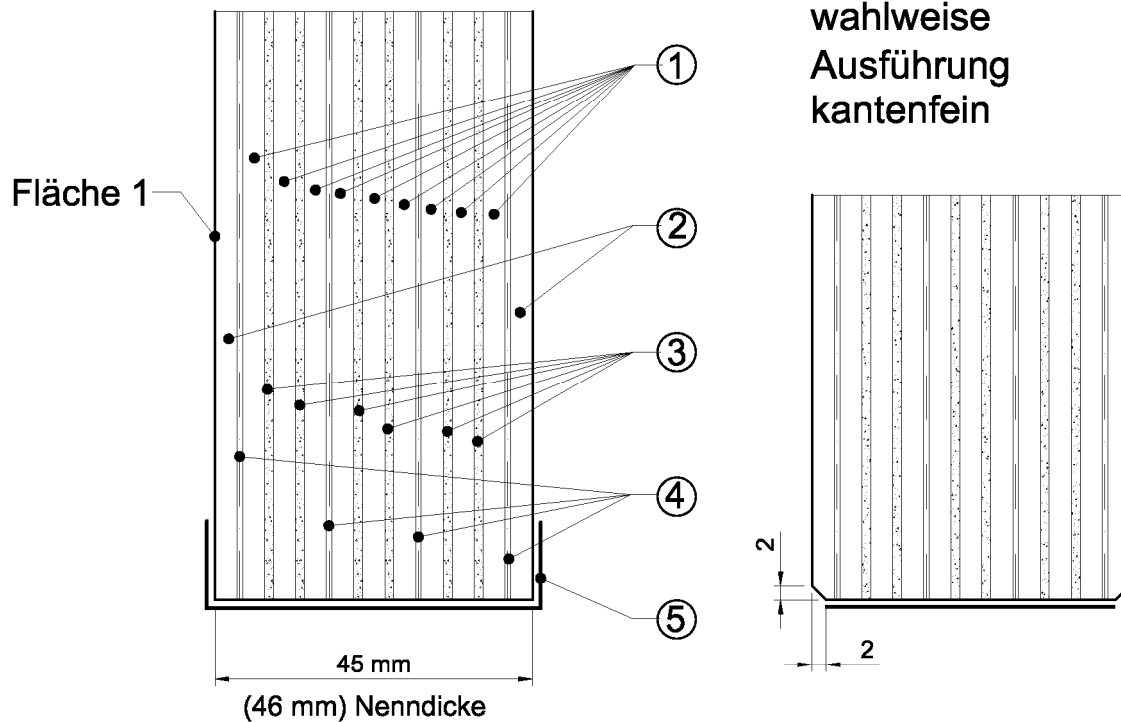 wahlweise
Ausführung
kantenfein
1
Fläche 1
2
3
4
5
45 mm
(46 mm) Nenndicke
2
2